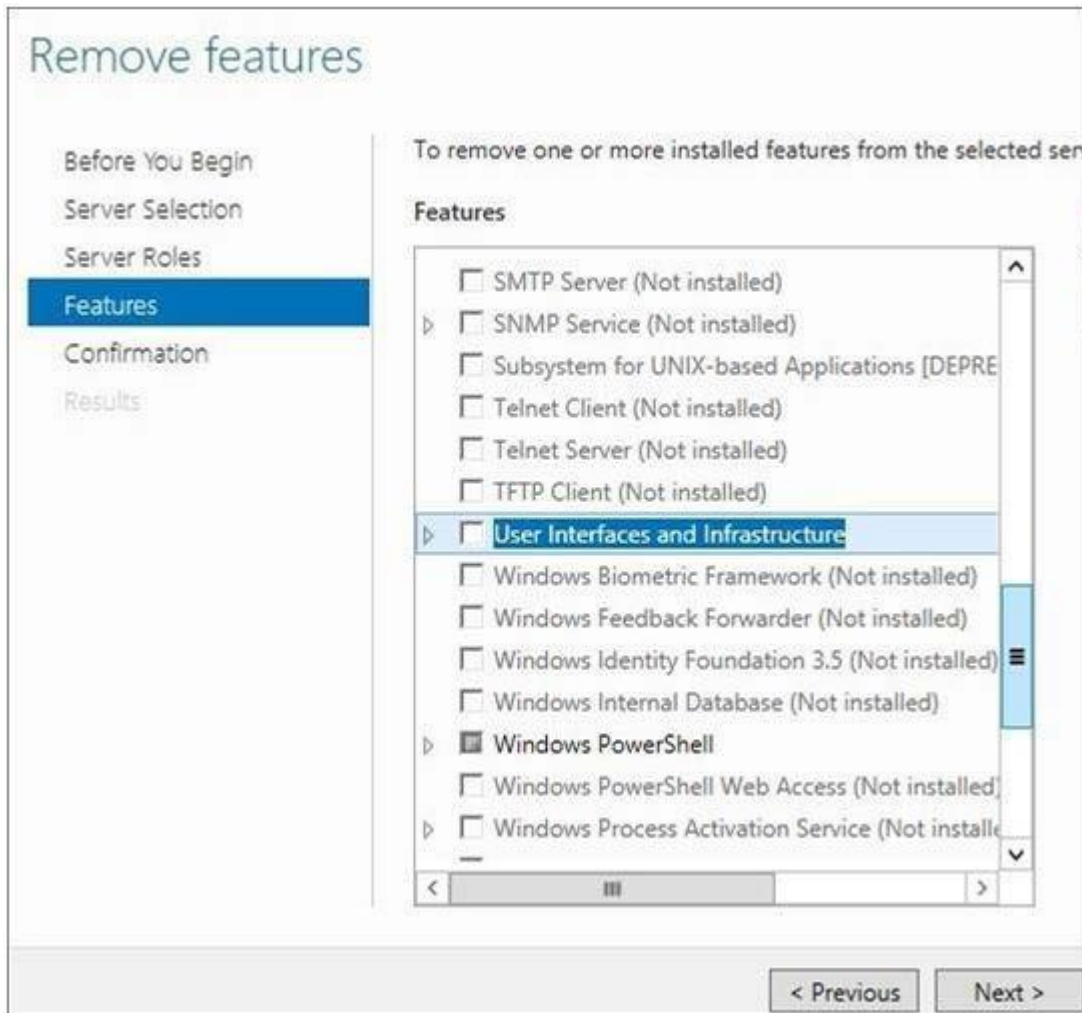 Remove features
Before You Begin
Server Selection
Server Roles
Features
Confirmation
Results
To remove one or more installed features from the selected ser
Features
SMTP Server (Not installed)
SNMP Service (Not installed)
Subsystem for UNIX-based Applications [DEPRE
Telnet Client (Not installed)
Telnet Server (Not installed)
TFTP Client (Not installed)
User Interfaces and Infrastructure
Windows Biometric Framework (Not installed)
Windows Feedback Forwarder (Not installed)
Windows Identity Foundation 3.5 (Not installed)
Windows Internal Database (Not installed)
Windows PowerShell
Windows PowerShell Web Access (Not installed)
Windows Process Activation Service (Not installe
< Previous
Next >